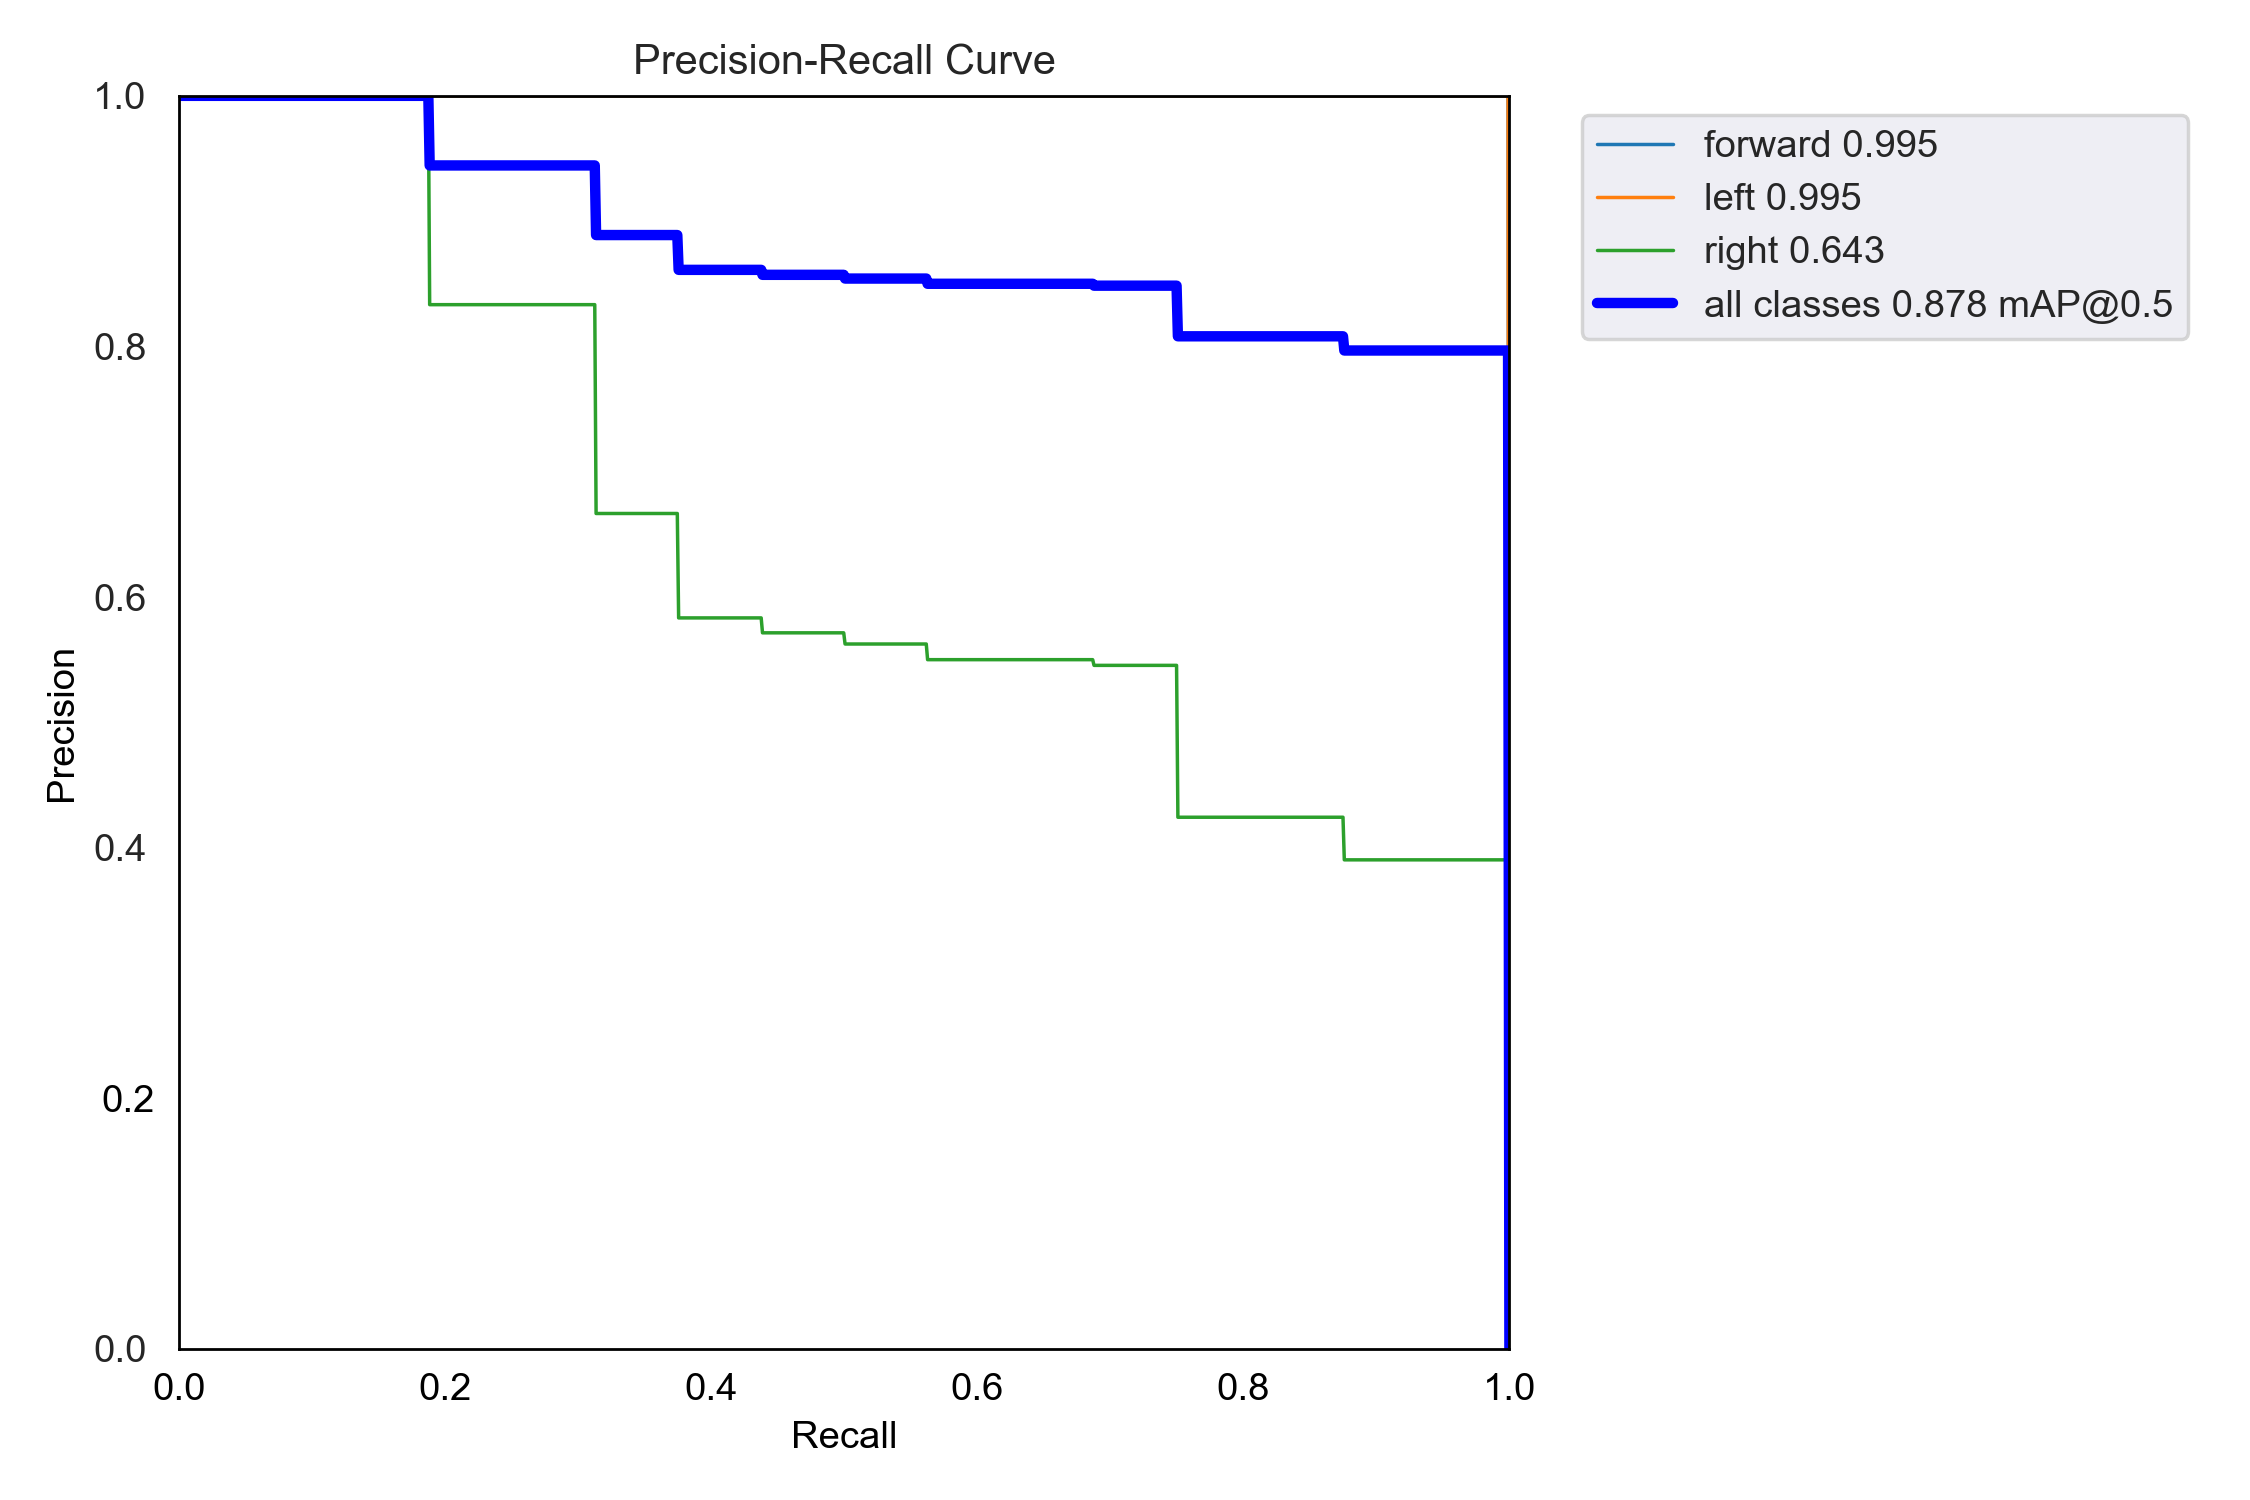 Precision-Recall Curve
1.0
0.8
0.6
0.4
0.2
0.0
Precision
0.0 0.2 0.4 0.6 0.8 1.0
Recall
forward 0.995
left 0.995
right 0.643
all classes 0.878 mAP@0.5